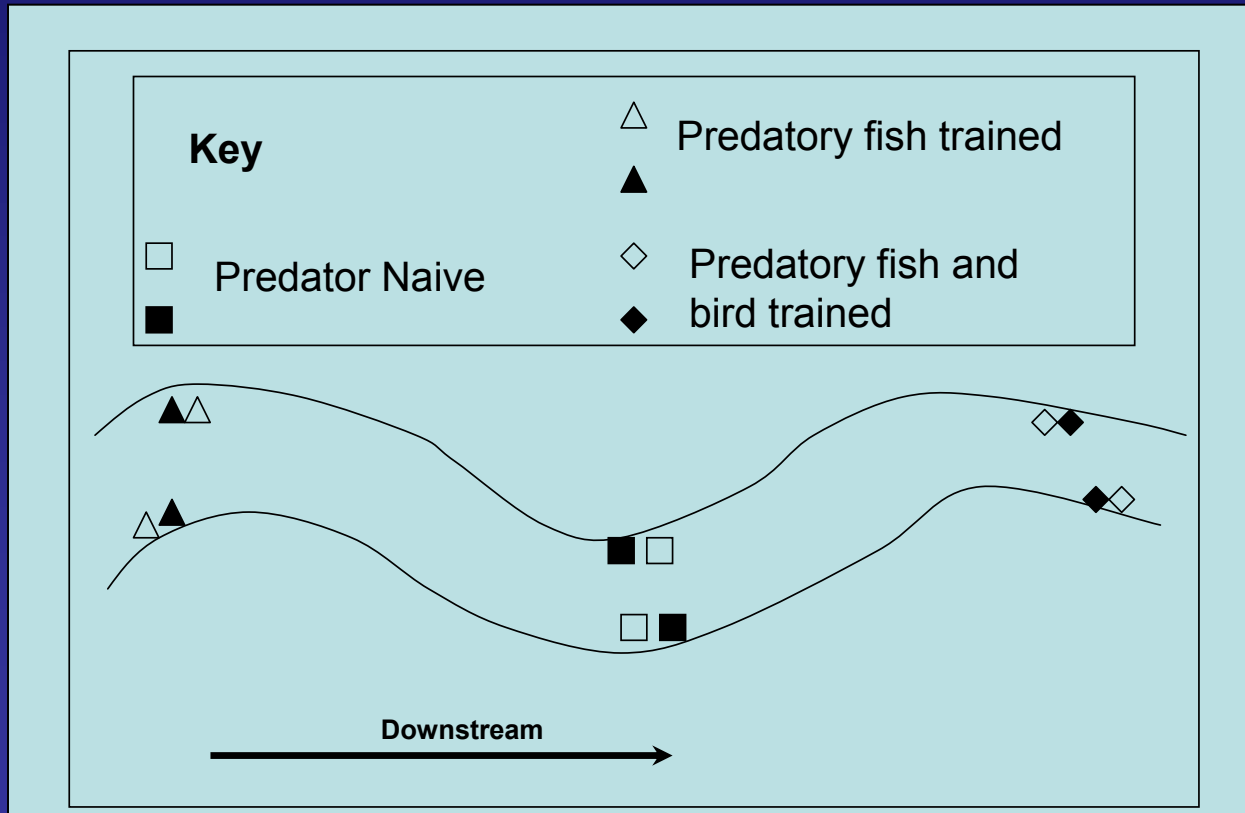 Key
Predatory fish trained
Predator Naive
Predatory fish and
bird trained
Downstream